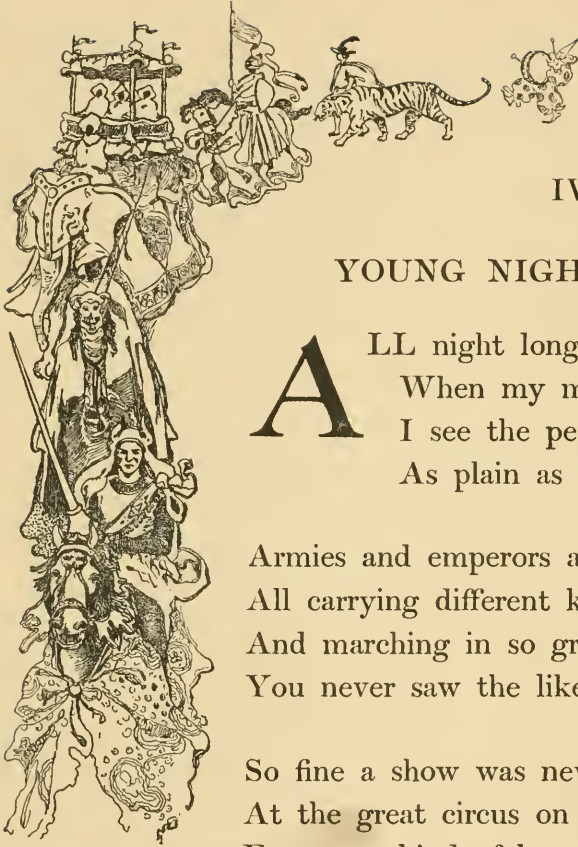 IV
YOUNG NIGH
ALL night long
When my m
I see the pe
As plain as
Armies and emperors a
All carrying different k
And marching in so gr
You never saw the like
So fine a show was nev
At the great circus on